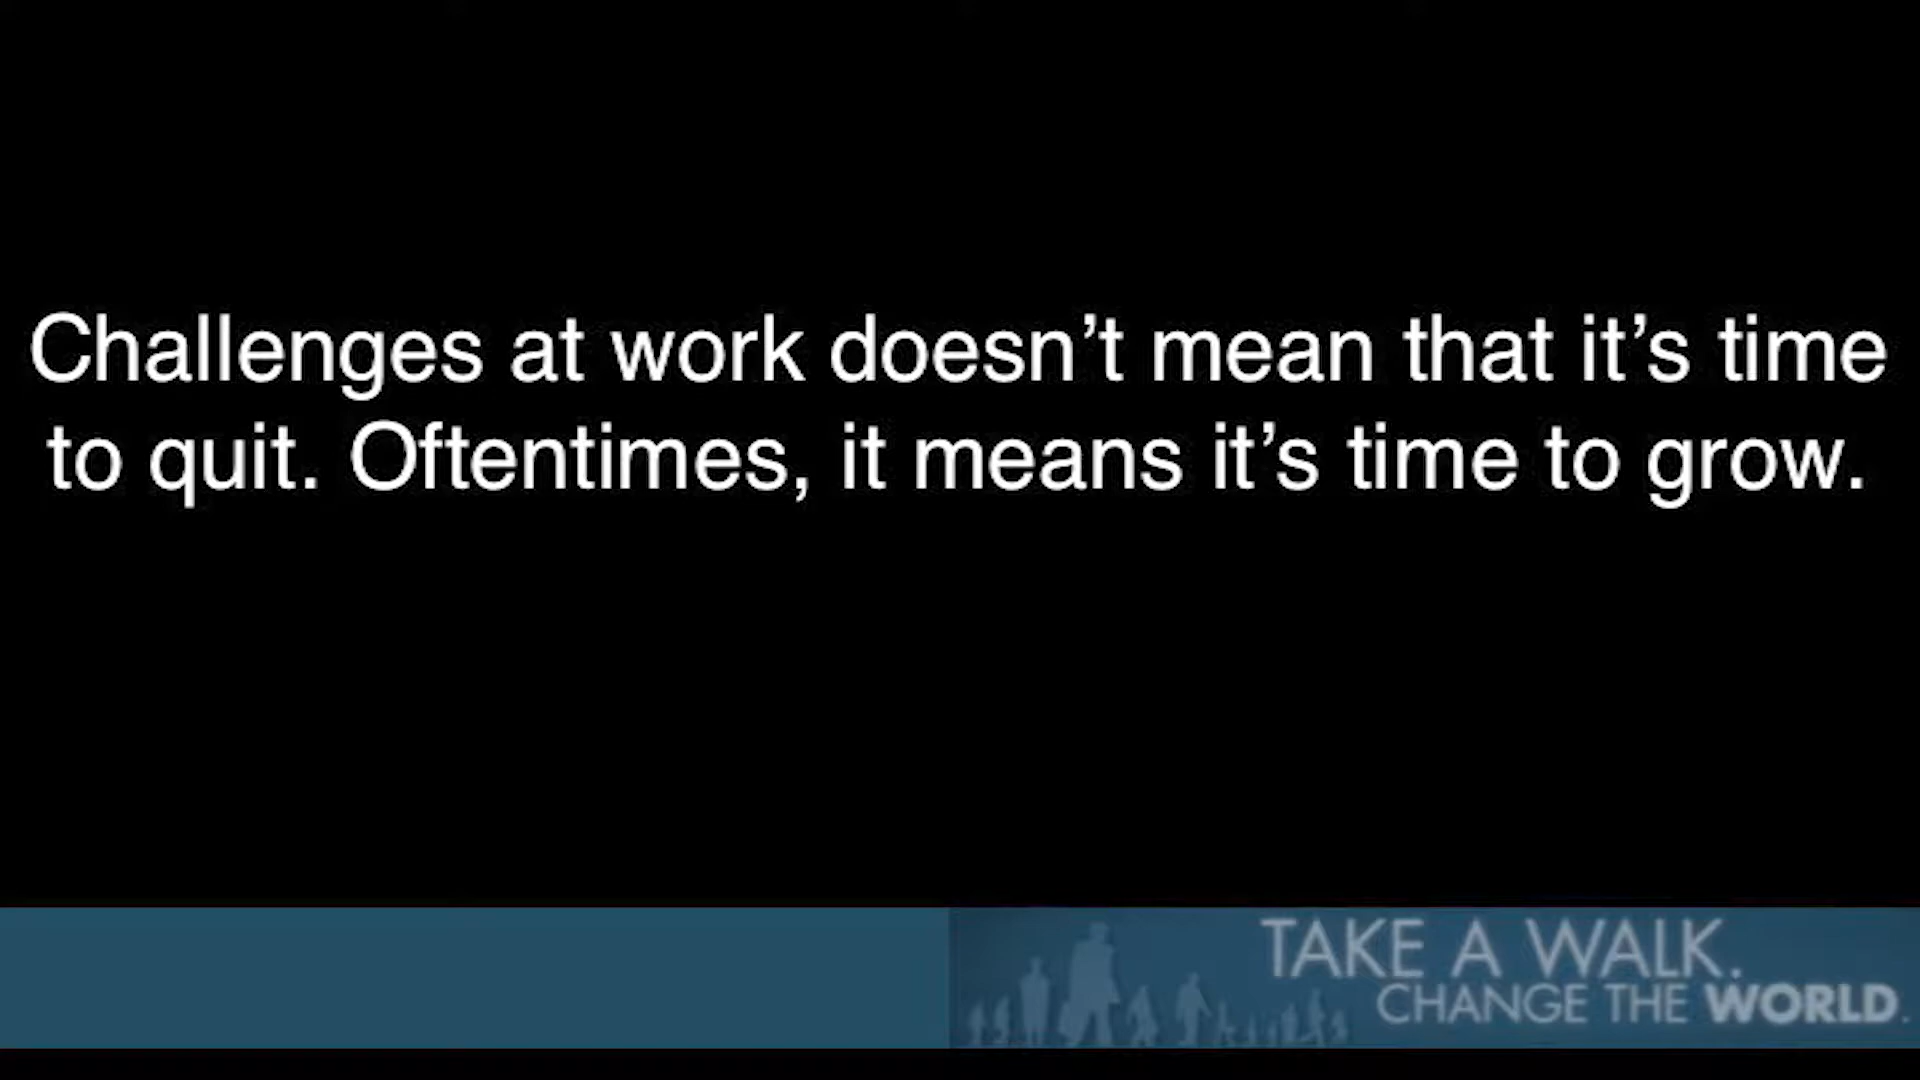 Challenges at work doesn’t mean that it’s time
to quit. Oftentimes, it means it’s time to grow.
TAKE A WALK.
CHANGE THE WORLD.